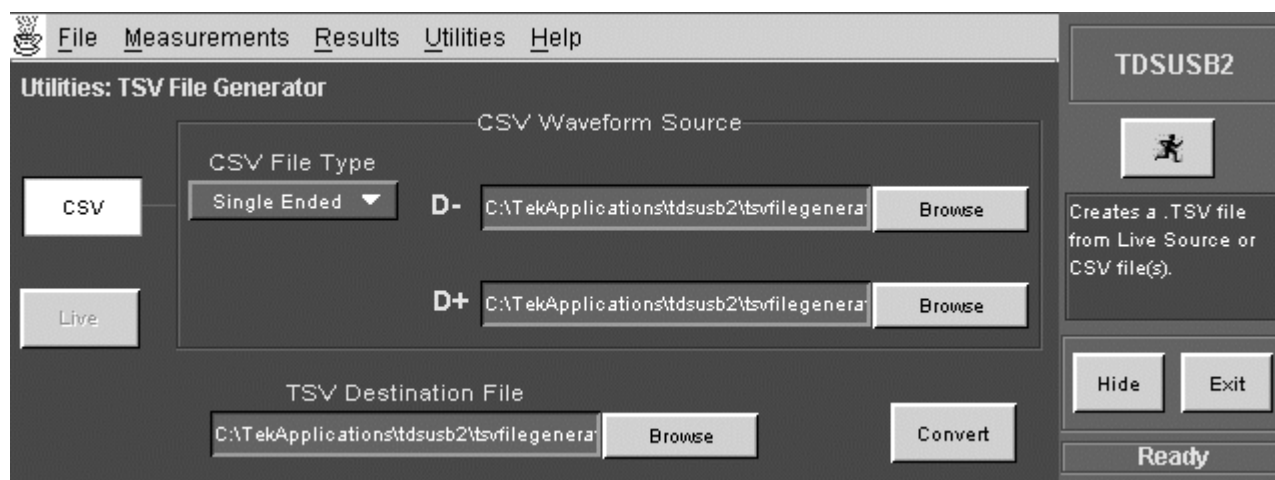 File Measurements Results Utilities Help
TDSUSB2
Utilities: TSV File Generator
CSV Waveform Source
CSV File Type
CSV
Single Ended
D-
C:\TekApplications\tdsusb2\tsvfilegenera
Browse
Creates a .TSV file
from Live Source or
CSV file(s).
Live
D+
C:\TekApplications\tdsusb2\tsvfilegenera
Browse
TSV Destination File
C:\TekApplications\tdsusb2\tsvfilegenera
Browse
Convert
Hide
Exit
Ready